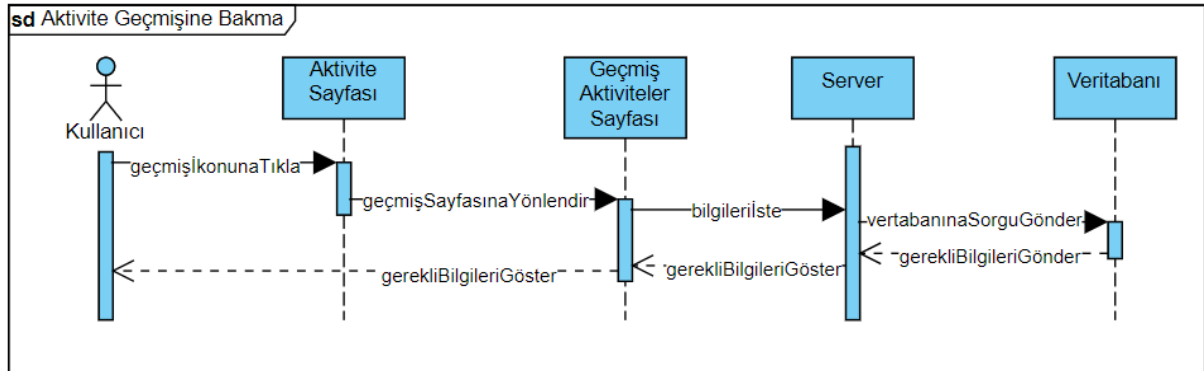 sd Aktivite Geçmişine Bakma
Aktivite
Sayfası
Geçmiş
Aktiviteler
Sayfası
Server
Veritabanı
Kullanıcı
geçmişİkonunaTıkla
geçmişSayfasınaYönlendir
bilgileriİste
vertabanınaSorguGönder
gerekliBilgileriGönder
gerekliBilgileriGöster
gerekliBilgileriGöster